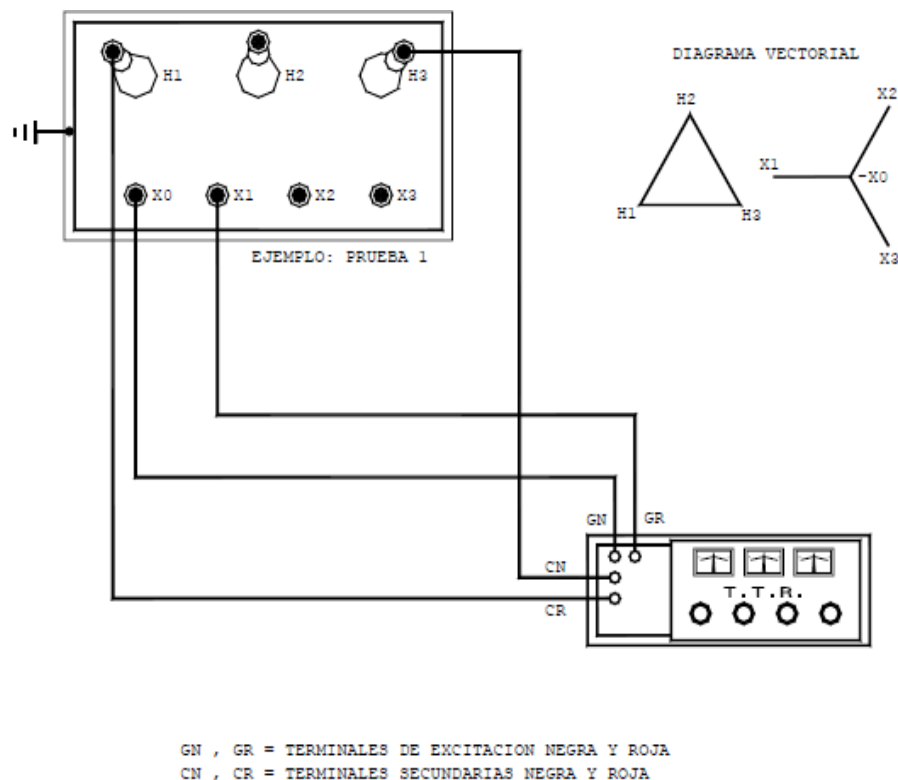 H1
H2
H3
X0
X1
X2
X3
EJEMPLO: PRUEBA 1
DIAGRAMA VECTORIAL
H2
H1
H3
X2
X1
-X0
X3
GN
GR
CN
CR
T.T.R.
GN , GR = TERMINALES DE EXCITACION NEGRA Y ROJA
CN , CR = TERMINALES SECUNDARIAS NEGRA Y ROJA